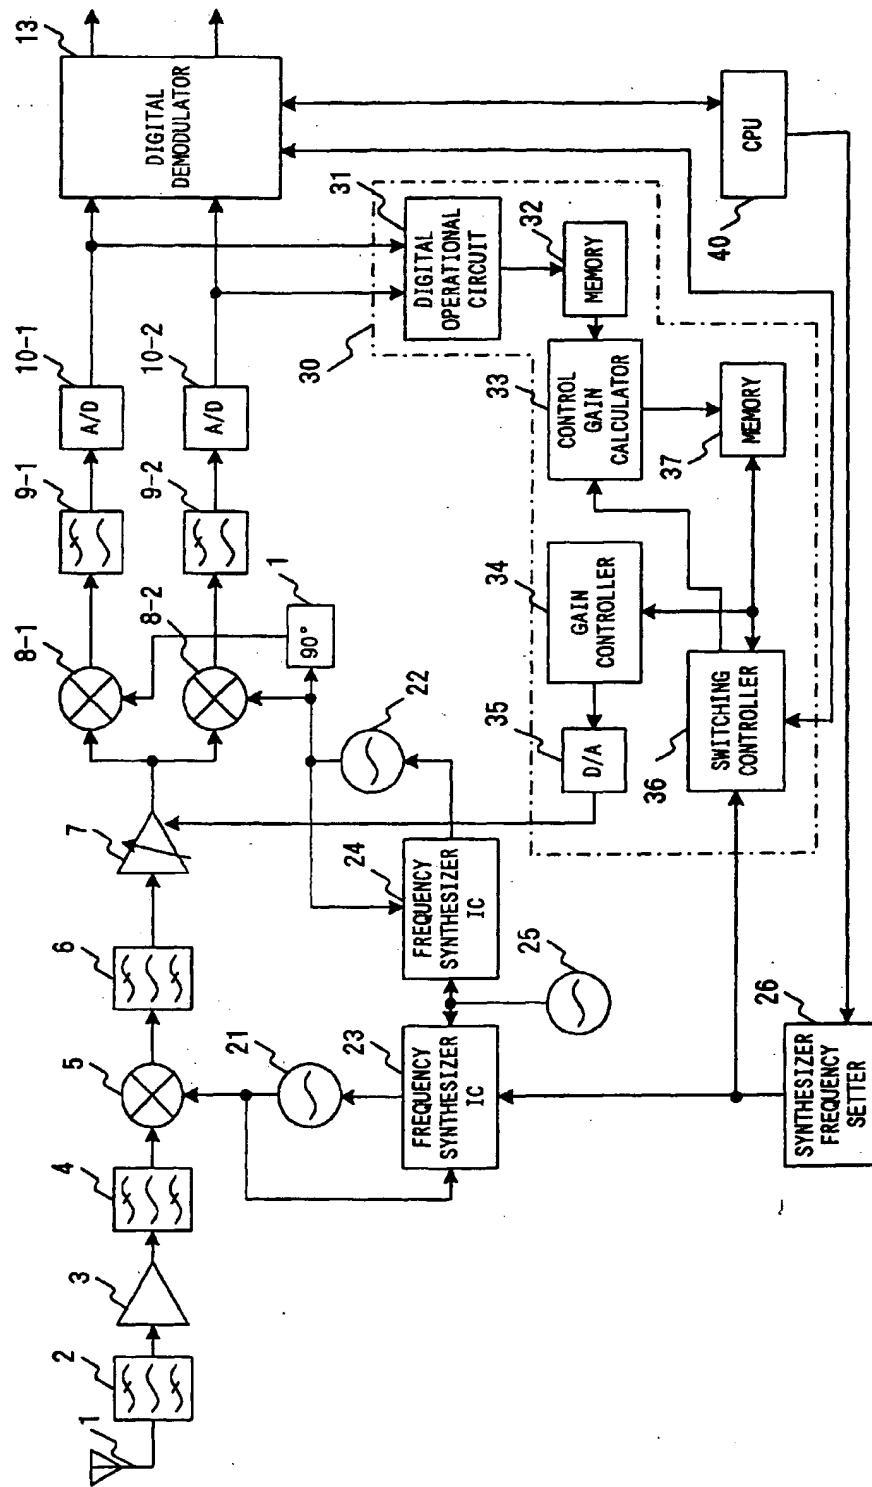 1
2
3
4
5
6
7
8-1
8-2
9-1
9-2
10-1
10-2
13
DIGITAL
DEMODULATOR
A/D
A/D
1
90°
21
22
23
FREQUENCY
SYNTHESIZER
IC
24
FREQUENCY
SYNTHESIZER
IC
25
26
SYNTHESIZER
FREQUENCY
SETTER
30
31
DIGITAL
OPERATIONAL
CIRCUIT
32
MEMORY
33
CONTROL
GAIN
CALCULATOR
34
GAIN
CONTROLLER
35
D/A
36
SWITCHING
CONTROLLER
37
MEMORY
40
CPU